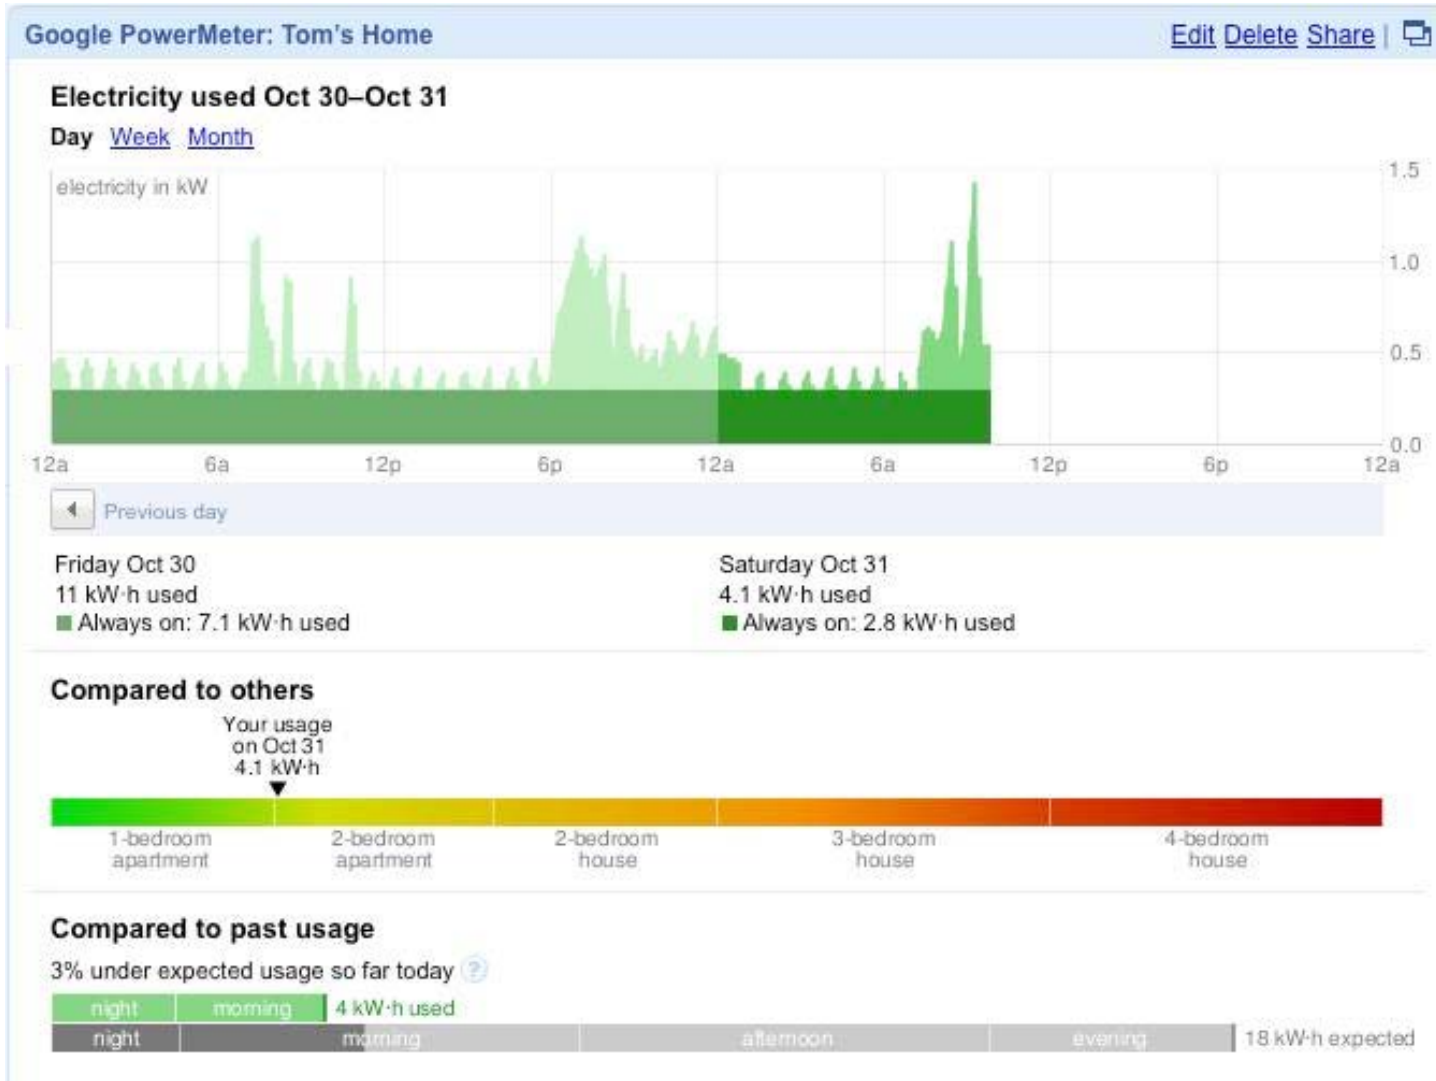 Google PowerMeter: Tom's Home
Edit Delete Share |
Electricity used Oct 30–Oct 31
Day Week Month
electricity in kW
1.5
1.0
0.5
0.0
12a 6a 12p 6p 12a 6a 12p 6p 12a
Previous day
Friday Oct 30
11 kW·h used
Always on: 7.1 kW·h used
Saturday Oct 31
4.1 kW·h used
Always on: 2.8 kW·h used
Compared to others
Your usage
on Oct 31
4.1 kW·h
1-bedroom
apartment
2-bedroom
apartment
2-bedroom
house
3-bedroom
house
4-bedroom
house
Compared to past usage
3% under expected usage so far today ?
night morning 4 kW·h used
night morning afternoon evening 18 kW·h expected